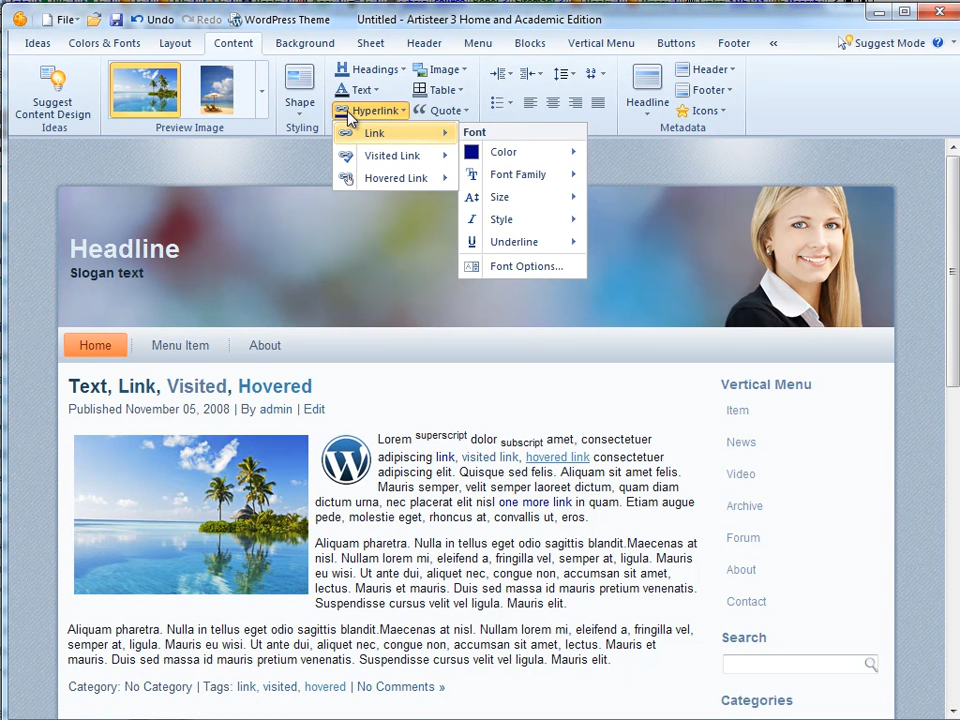 File Undo Redo WordPress Theme Untitled - Artisteer 3 Home and Academic Edition
Ideas Colors & Fonts Layout Content Background Sheet Header Menu Blocks Vertical Menu Buttons Footer « Suggest Mode
Suggest
Content Design
Ideas
Preview Image
Shape
Styling
Headings Image
Text Table
Hyperlink Quote
Headline
Header
Footer
Icons
Metadata
Link
Visited Link
Hovered Link
Font
Color
Font Family
Size
Style
Underline
Font Options...
Headline
Slogan text
Home Menu Item About
Text, Link, Visited, Hovered
Published November 05, 2008 | By admin | Edit
Lorem superscript dolor subscript amet, consectetuer
adipiscing link, visited link, hovered link consectetuer
adipiscing elit. Quisque sed felis. Aliquam sit amet felis.
Mauris semper, velit semper laoreet dictum, quam diam
dictum urna, nec placerat elit nisl one more link in quam. Etiam augue
pede, molestie eget, rhoncus at, convallis ut, eros.
Aliquam pharetra. Nulla in tellus eget odio sagittis blandit.Maecenas at
nisl. Nullam lorem mi, eleifend a, fringilla vel, semper at, ligula. Mauris
eu wisi. Ut ante dui, aliquet nec, congue non, accumsan sit amet,
lectus. Mauris et mauris. Duis sed massa id mauris pretium venenatis.
Suspendisse cursus velit vel ligula. Mauris elit.
Aliquam pharetra. Nulla in tellus eget odio sagittis blandit.Maecenas at nisl. Nullam lorem mi, eleifend a, fringilla vel,
semper at, ligula. Mauris eu wisi. Ut ante dui, aliquet nec, congue non, accumsan sit amet, lectus. Mauris et
mauris. Duis sed massa id mauris pretium venenatis. Suspendisse cursus velit vel ligula. Mauris elit.
Category: No Category | Tags: link, visited, hovered | No Comments »
Vertical Menu
Item
News
Video
Archive
Forum
About
Contact
Search
Categories